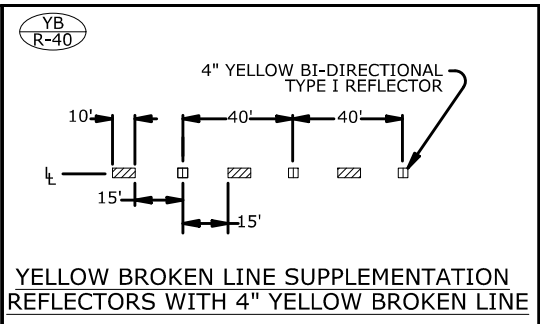 YB
R-40
4" YELLOW BI-DIRECTIONAL
TYPE I REFLECTOR
10'
40'
40'
LL
15'
15'
YELLOW BROKEN LINE SUPPLEMENTATION
REFLECTORS WITH 4" YELLOW BROKEN LINE